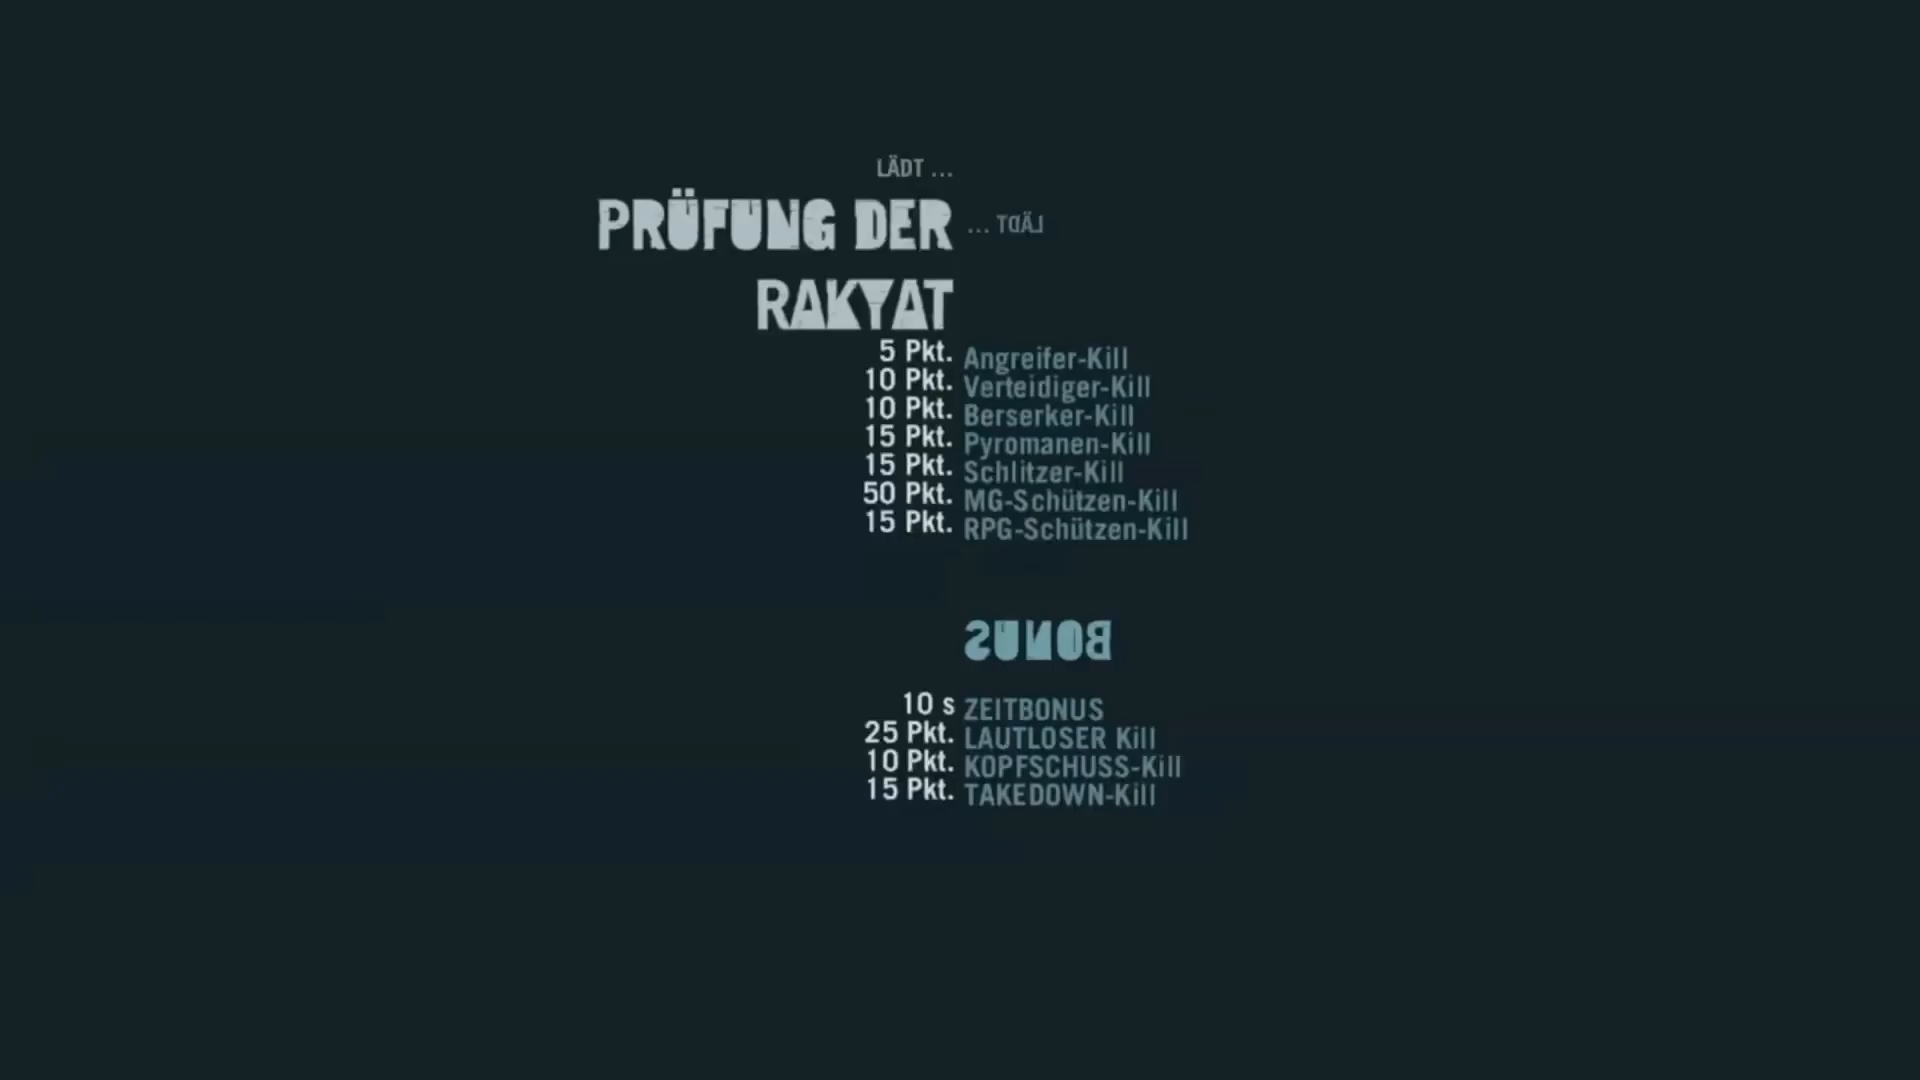 LÄDT ...
PRÜFUNG DER
... LÄDT
RAKYAT
5 Pkt. Angreifer-Kill
10 Pkt. Verteidiger-Kill
10 Pkt. Berserker-Kill
15 Pkt. Pyromanen-Kill
15 Pkt. Schlitzer-Kill
50 Pkt. MG-Schützen-Kill
15 Pkt. RPG-Schützen-Kill
BONUS
10 s ZEITBONUS
25 Pkt. LAUTLOSER Kill
10 Pkt. KOPFSCHUSS-Kill
15 Pkt. TAKEDOWN-Kill